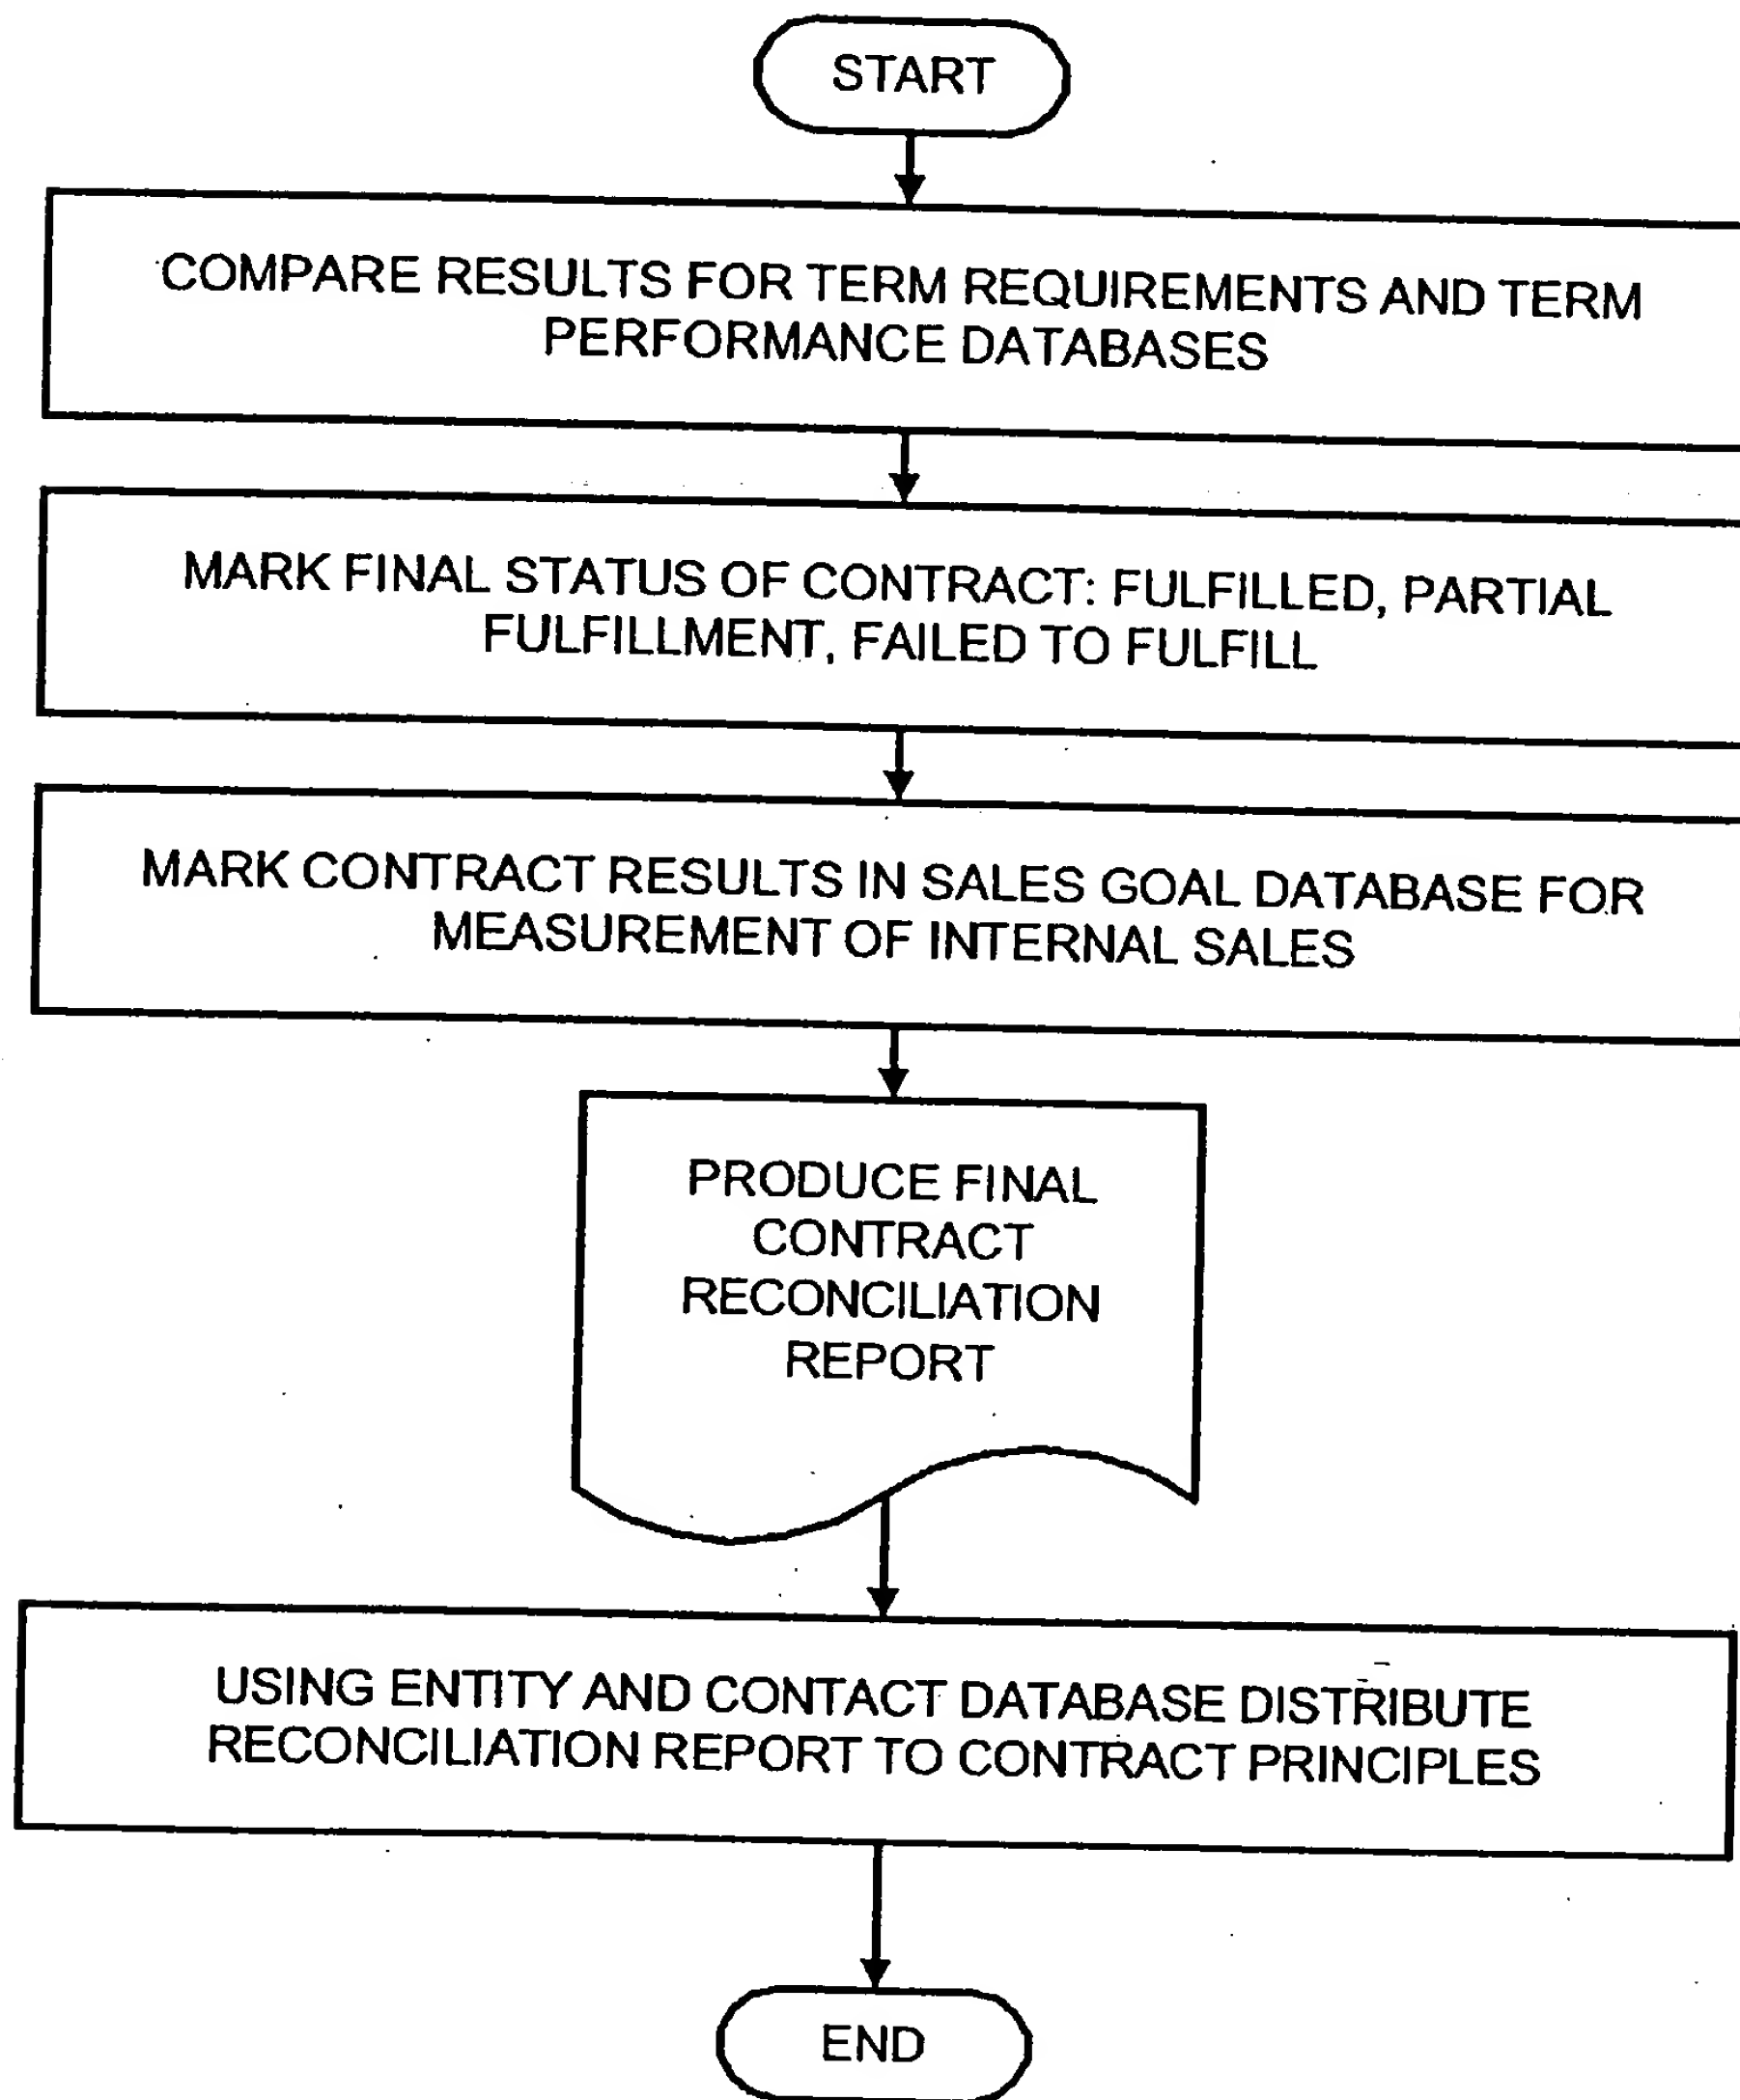 START
COMPARE RESULTS FOR TERM REQUIREMENTS AND TERM
PERFORMANCE DATABASES
MARK FINAL STATUS OF CONTRACT: FULFILLED, PARTIAL
FULFILLMENT, FAILED TO FULFILL
MARK CONTRACT RESULTS IN SALES GOAL DATABASE FOR
MEASUREMENT OF INTERNAL SALES
PRODUCE FINAL
CONTRACT
RECONCILIATION
REPORT
USING ENTITY AND CONTACT DATABASE DISTRIBUTE
RECONCILIATION REPORT TO CONTRACT PRINCIPLES
END